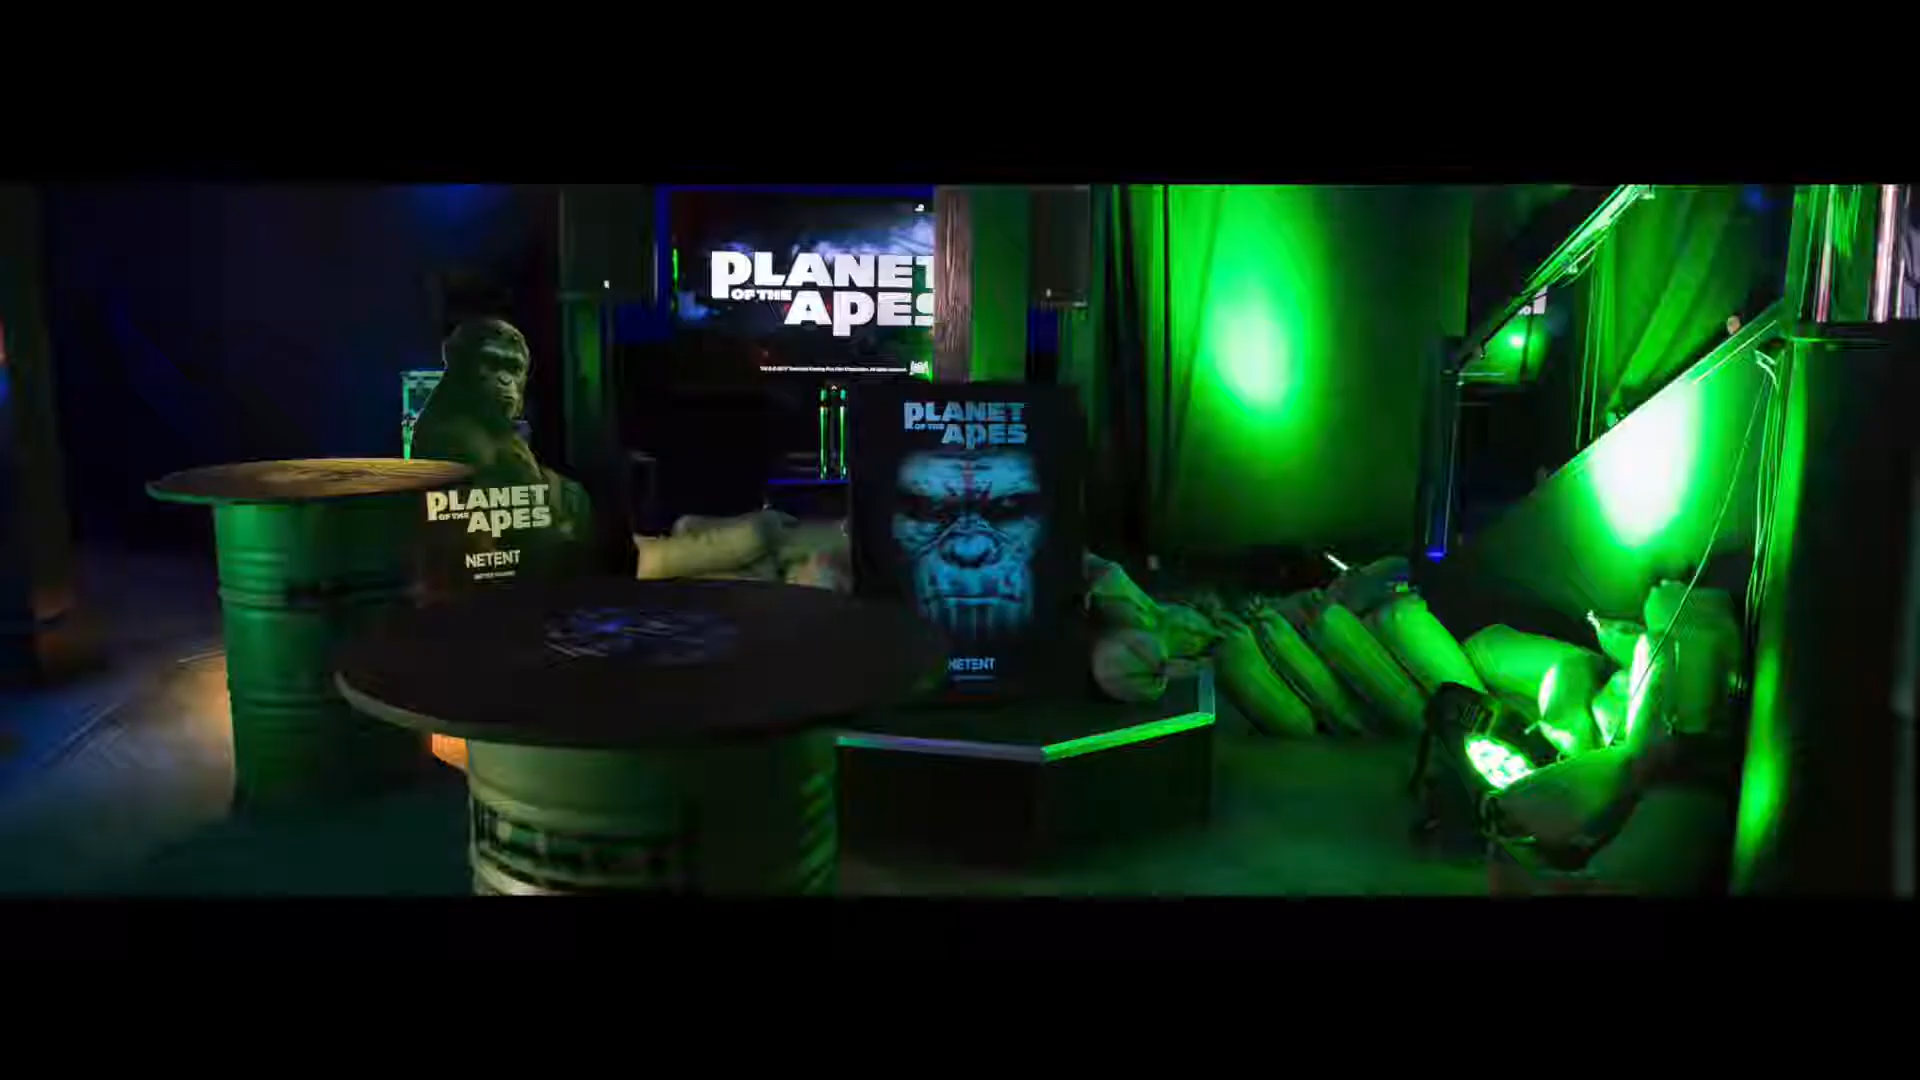 PLANET
OF THE APES
PLANET
OF THE APES
NETENT
PLANET
OF THE APES
NETENT